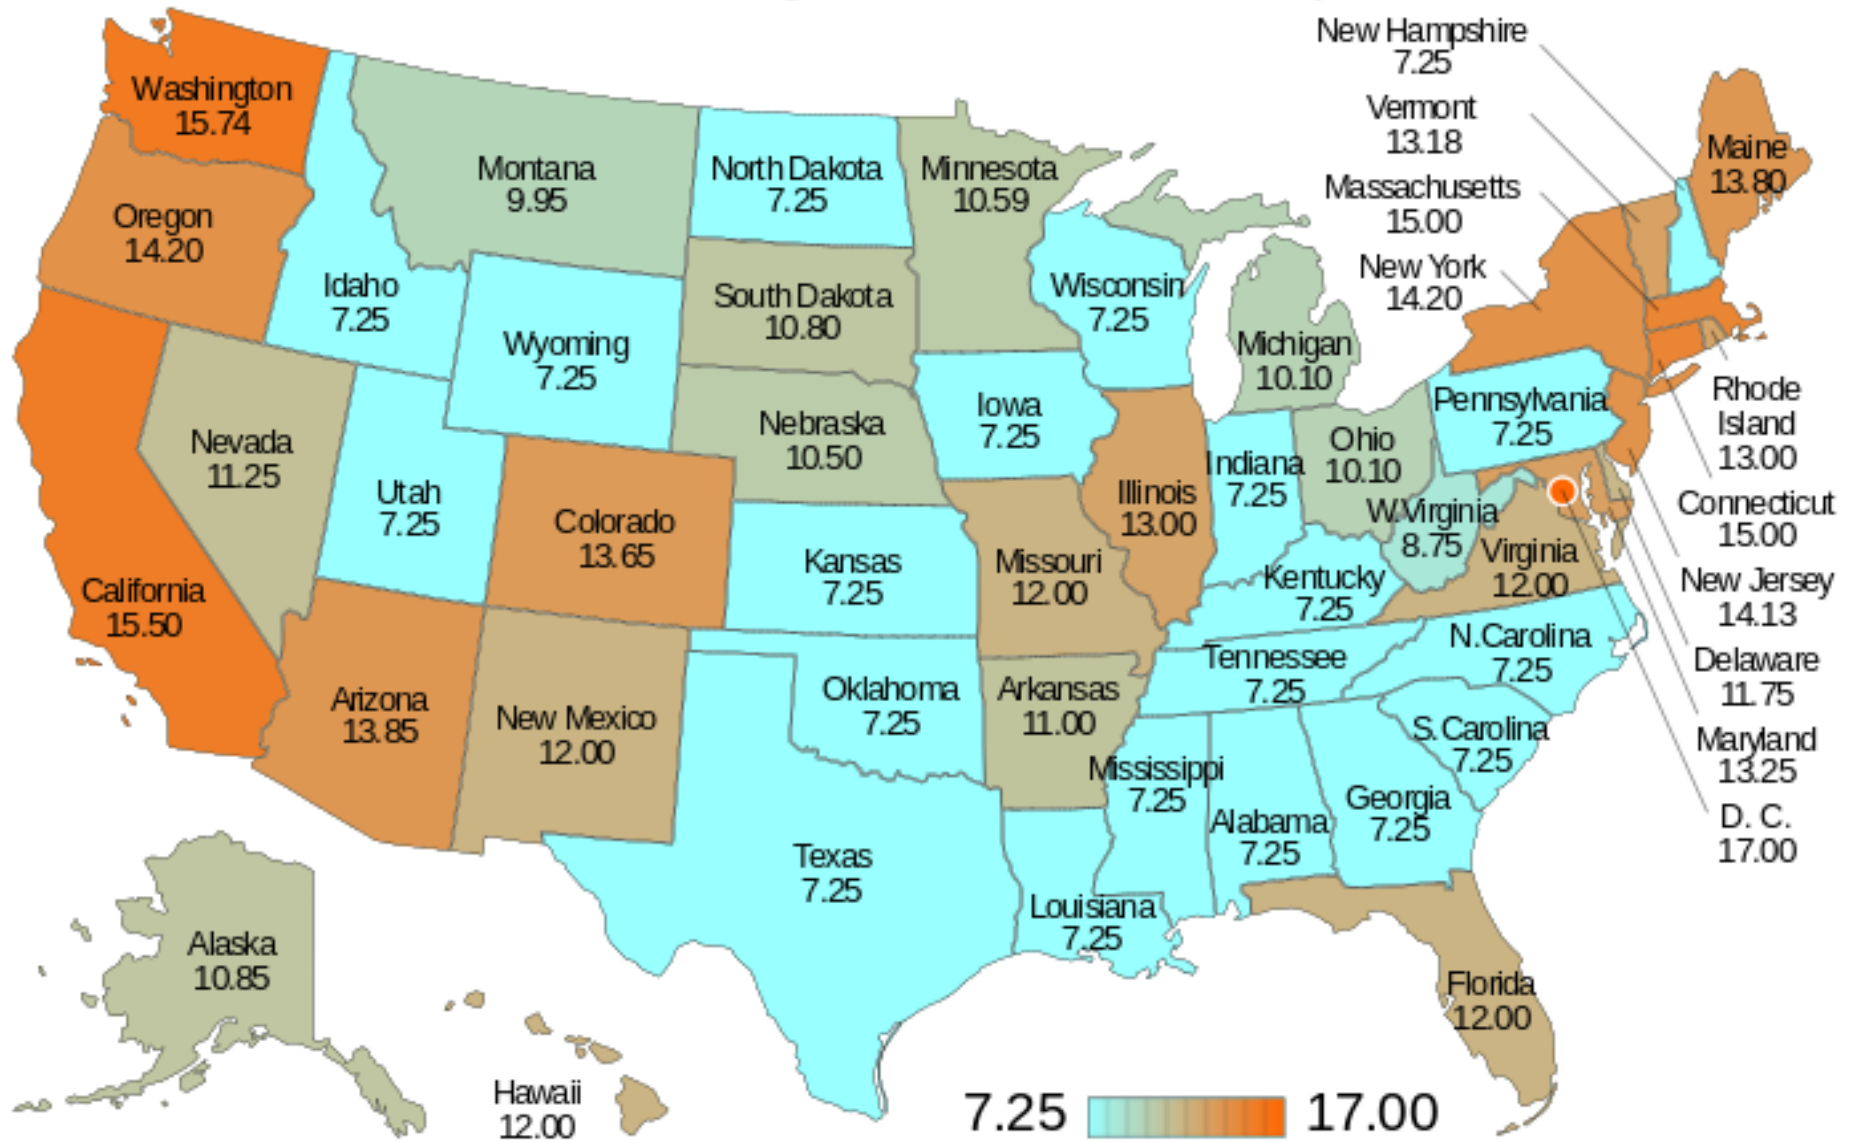 New Hampshire
7.25
Washington
15.74
Vermont
13.18
Maine
13.80
Montana
9.95
North Dakota
7.25
Minnesota
10.59
Massachusetts
15.00
Oregon
14.20
New York
14.20
Idaho
7.25
Wisconsin
7.25
South Dakota
10.80
Wyoming
7.25
Michigan
10.10
Rhode
Island
13.00
Pennsylvania
7.25
Iowa
7.25
Nebraska
10.50
Nevada
11.25
Ohio
10.10
Indiana
7.25
Utah
7.25
Illinois
13.00
Connecticut
15.00
W.Virginia
8.75
Colorado
13.65
Virginia
12.00
Kansas
7.25
Missouri
12.00
Kentucky
7.25
New Jersey
14.13
California
15.50
N.Carolina
7.25
Tennessee
7.25
Delaware
11.75
Oklahoma
7.25
Arkansas
11.00
Arizona
13.85
New Mexico
12.00
S.Carolina
7.25
Maryland
13.25
Mississippi
7.25
Georgia
7.25
Alabama
7.25
D. C.
17.00
Texas
7.25
Louisiana
7.25
Alaska
10.85
Florida
12.00
Hawaii
12.00
7.25 17.00